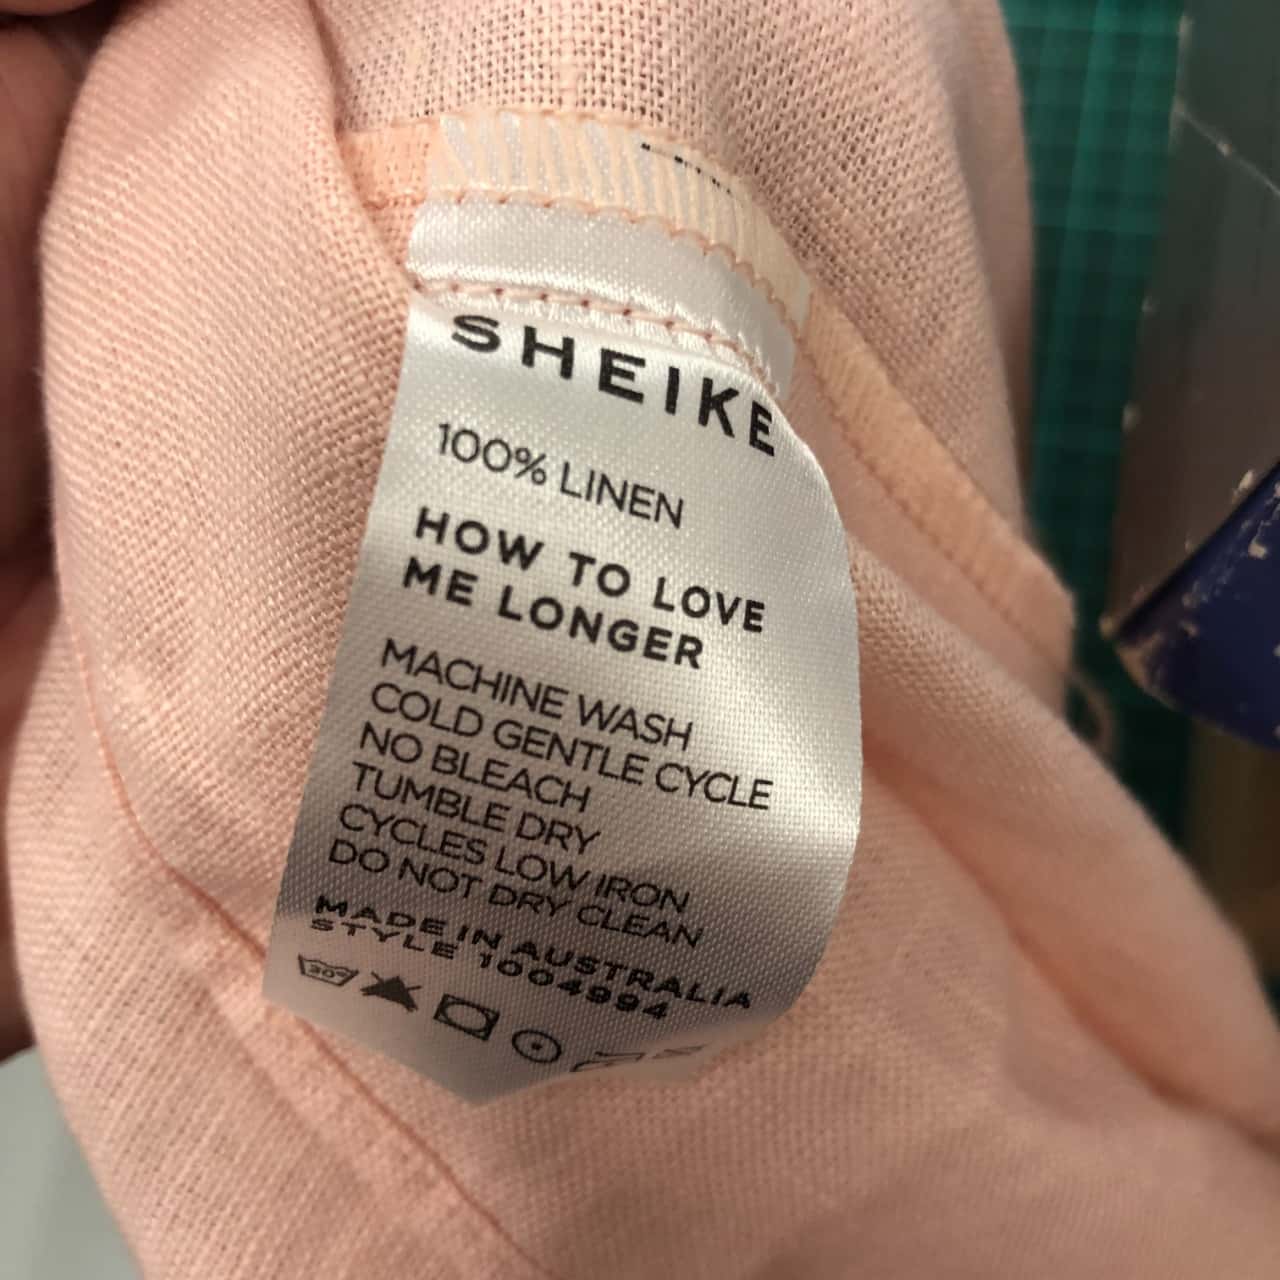 SHEIKE
100% LINEN
HOW TO LOVE
ME LONGER
MACHINE WASH
COLD GENTLE CYCLE
NO BLEACH
TUMBLE DRY
CYCLES LOW IRON
DO NOT DRY CLEAN
MADE IN AUSTRALIA
STYLE 1004994
30°